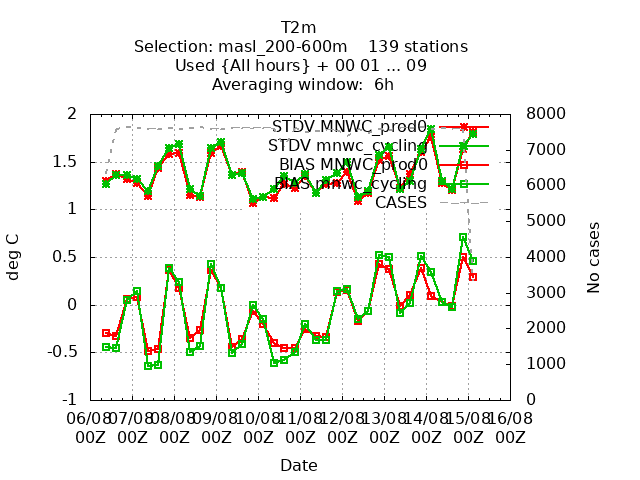 T2m
Selection: masl_200-600m    139 stations
Used {All hours} + 00 01 ... 09
Averaging window:  6h
STDV MNWC_prod0
STDV mnwc_cycling
BIAS MNWC_prod0
BIAS mnwc_cycling
CASES
2
1.5
1
0.5
0
-0.5
-1
deg C
8000
7000
6000
5000
4000
3000
2000
1000
0
No cases
06/08 07/08 08/08 09/08 10/08 11/08 12/08 13/08 14/08 15/08 16/08
00Z 00Z 00Z 00Z 00Z 00Z 00Z 00Z 00Z 00Z 00Z
Date